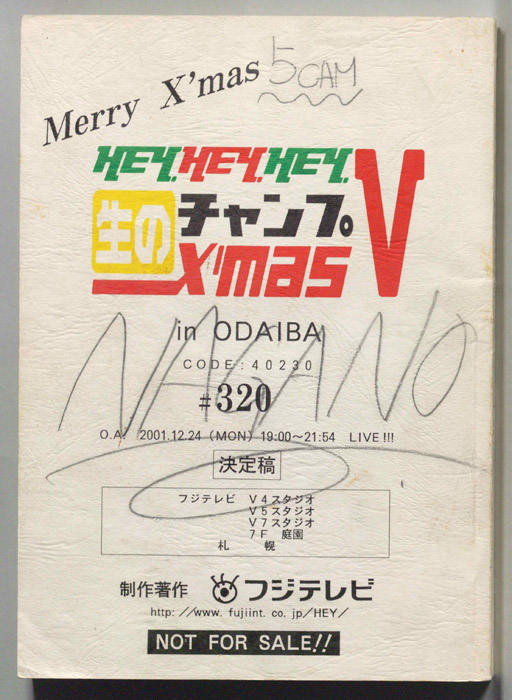 Merry X'mas 5CAM
HEY. HEY. HEY.
生のチャンプ
X'mas V
in ODAIBA
CODE:40230
NAGANO
#320
O.A. 2001.12.24 (MON) 19:00〜21:54 LIVE!!!
決定稿
フジテレビ V4スタジオ
V5スタジオ
V7スタジオ
7F 庭園
札 幌
制作著作 フジテレビ
http://www.fujiint.co.jp/HEY/
NOT FOR SALE!!